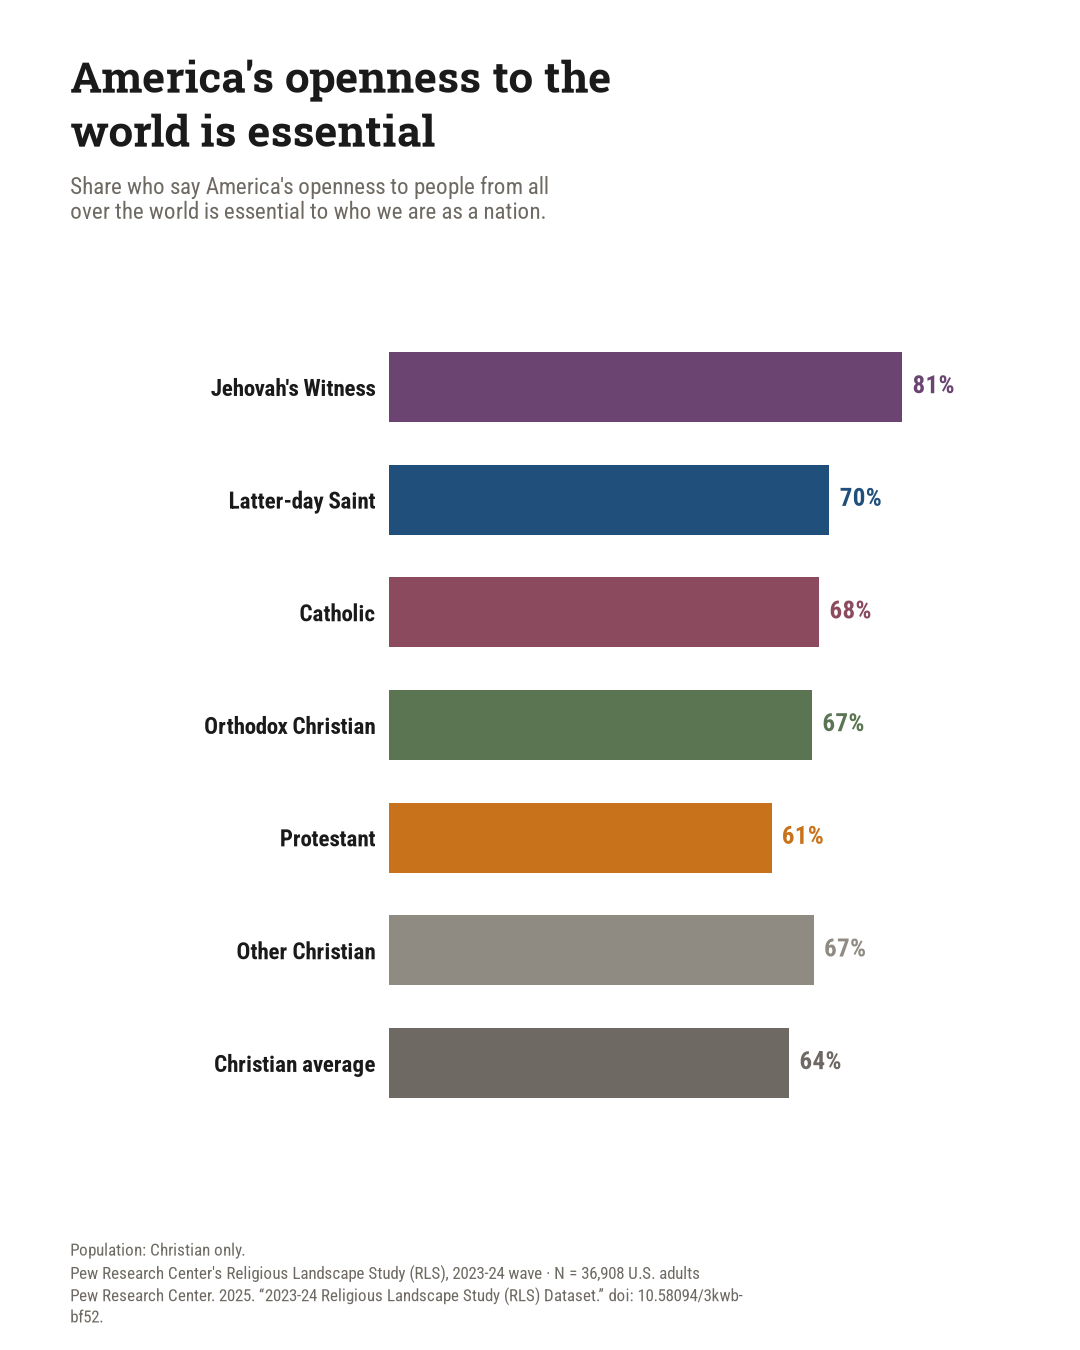 America's openness to the
world is essential
Share who say America's openness to people from all
over the world is essential to who we are as a nation.
Jehovah's Witness
81%
Latter-day Saint
70%
Catholic
68%
Orthodox Christian
67%
Protestant
61%
Other Christian
67%
Christian average
64%
Population: Christian only.
Pew Research Center's Religious Landscape Study (RLS), 2023-24 wave · N = 36,908 U.S. adults
Pew Research Center. 2025. “2023-24 Religious Landscape Study (RLS) Dataset.” doi: 10.58094/3kwb-
bf52.